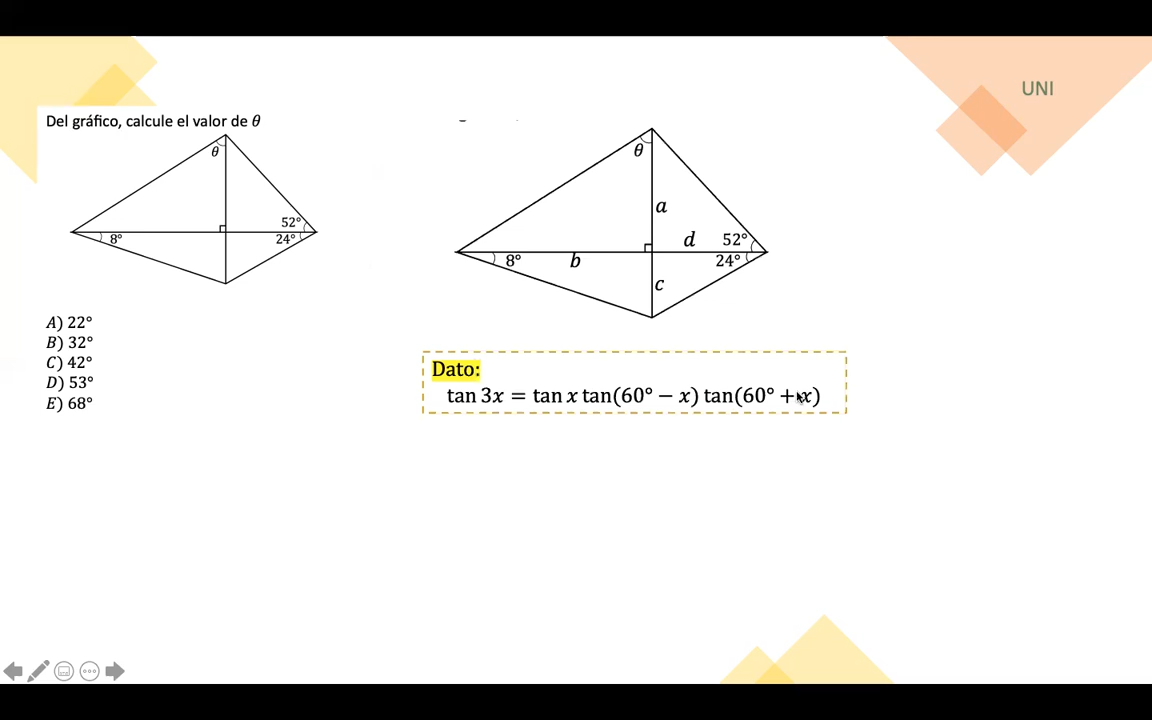 UNI
Del gráfico, calcule el valor de θ
θ
52°
8°
24°
A) 22°
B) 32°
C) 42°
D) 53°
E) 68°
θ
a
d
52°
8°
b
24°
c
Dato:
tan 3x = tan x tan(60° − x) tan(60° + x)